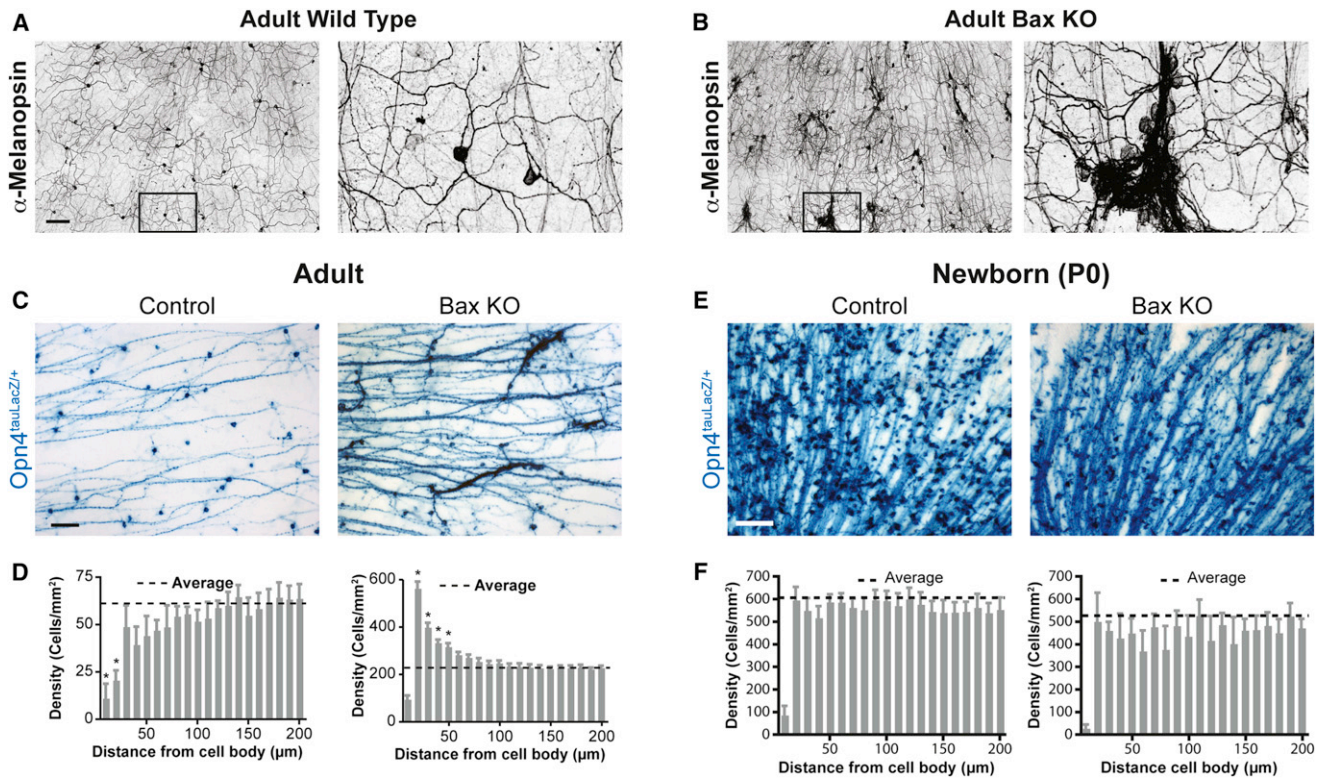 A
Adult Wild Type
B
Adult Bax KO
α-Melanopsin
α-Melanopsin
Adult
Newborn (P0)
C
Control
Bax KO
E
Control
Bax KO
Opn4tauLacZ/+
Opn4tauLacZ/+
D
Density (Cells/mm²)
75
50
25
0
Average
* *
50 100 150 200
Distance from cell body (µm)
Density (Cells/mm²)
600
400
200
0
Average
* * * *
50 100 150 200
Distance from cell body (µm)
F
Density (Cells/mm²)
700
600
500
400
300
200
100
0
Average
50 100 150 200
Distance from cell body (µm)
Density (Cells/mm²)
700
600
500
400
300
200
100
0
Average
50 100 150 200
Distance from cell body (µm)